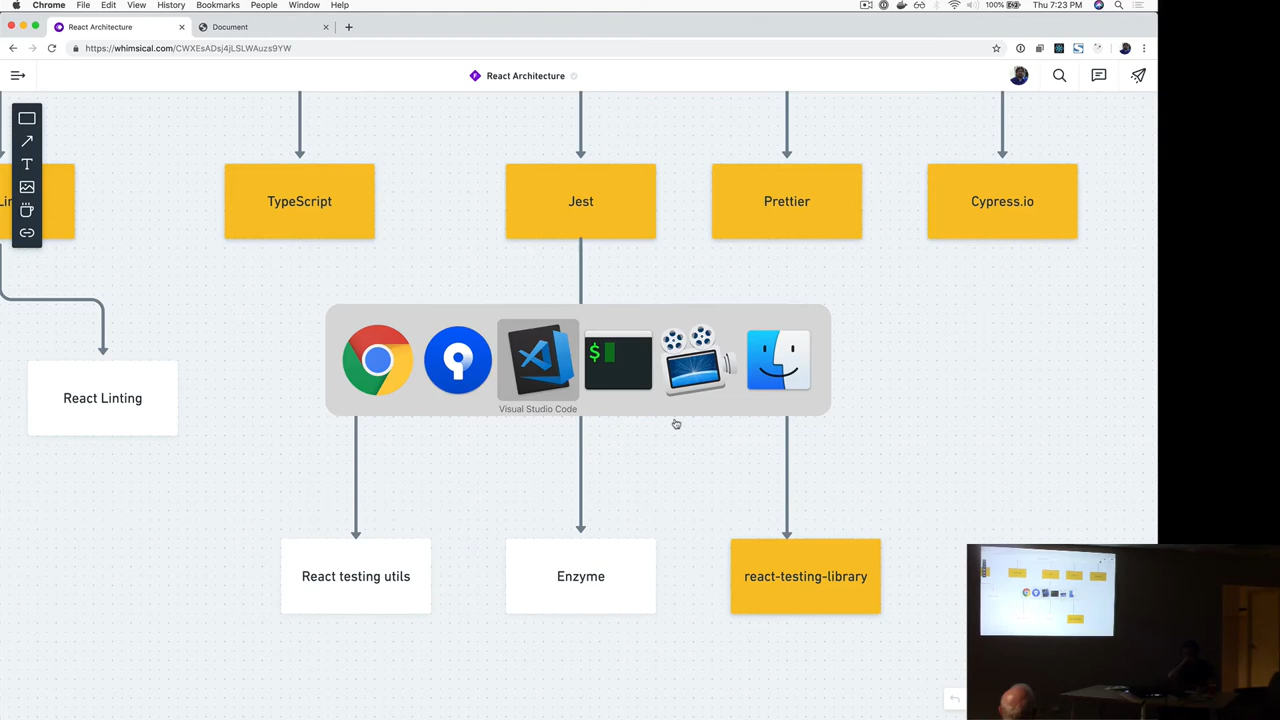 Chrome File Edit View History Bookmarks People Window Help 100% Thu 7:23 PM
React Architecture
Document
https://whimsical.com/CWXEsADsj4jLSLWAuzs9YW
React Architecture
T
TypeScript
Jest
Prettier
Cypress.io
$
Visual Studio Code
React Linting
React testing utils
Enzyme
react-testing-library